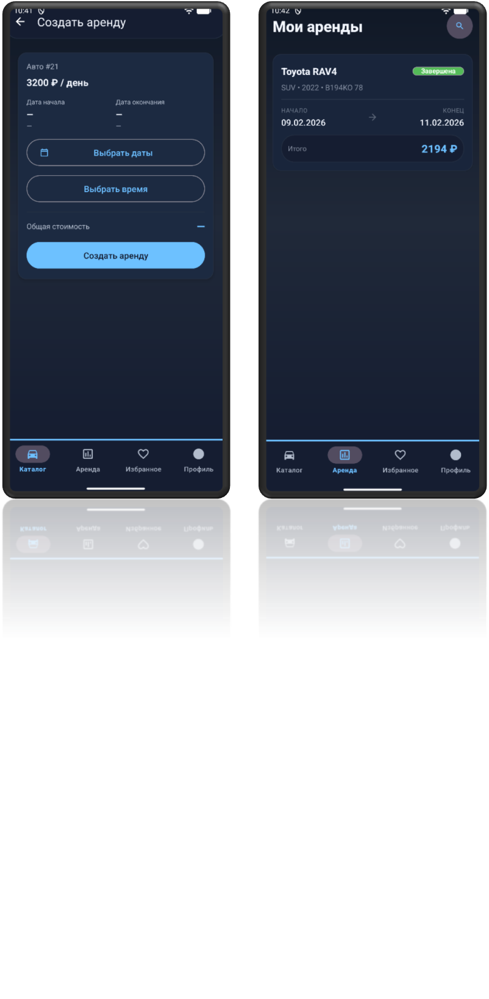 10:41
Создать аренду
Авто #21
3200 ₽ / день
Дата начала
Дата окончания
—
—
—
—
Выбрать даты
Выбрать время
Общая стоимость —
Создать аренду
Каталог
Аренда
Избранное
Профиль
10:42
Мои аренды
Toyota RAV4
Завершена
SUV • 2022 • B194KO 78
НАЧАЛО
КОНЕЦ
09.02.2026
11.02.2026
Итого
2194 ₽
Каталог
Аренда
Избранное
Профиль